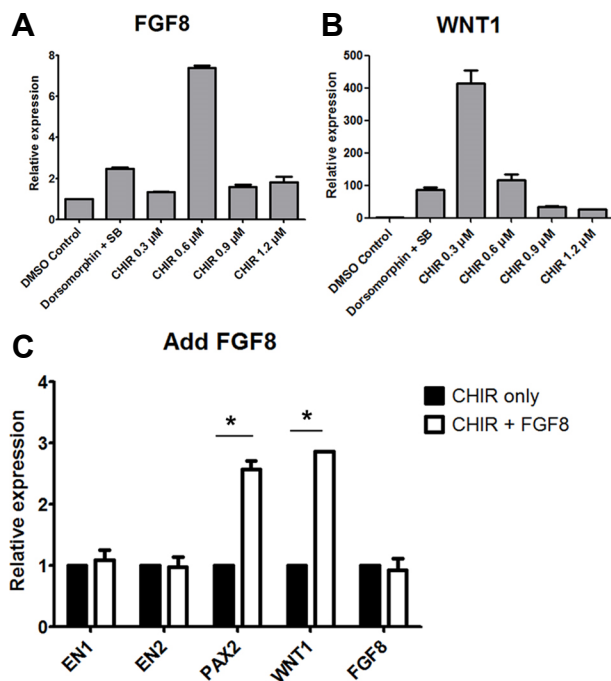 A
FGF8
Relative expression
8
6
4
2
0
DMSO Control
Dorsomorphin + SB
CHIR 0.3 µM
CHIR 0.6 µM
CHIR 0.9 µM
CHIR 1.2 µM
B
WNT1
Relative expression
500
400
300
200
100
0
DMSO Control
Dorsomorphin + SB
CHIR 0.3 µM
CHIR 0.6 µM
CHIR 0.9 µM
CHIR 1.2 µM
C
Add FGF8
Relative expression
4
3
2
1
0
*
*
EN1
EN2
PAX2
WNT1
FGF8
CHIR only
CHIR + FGF8